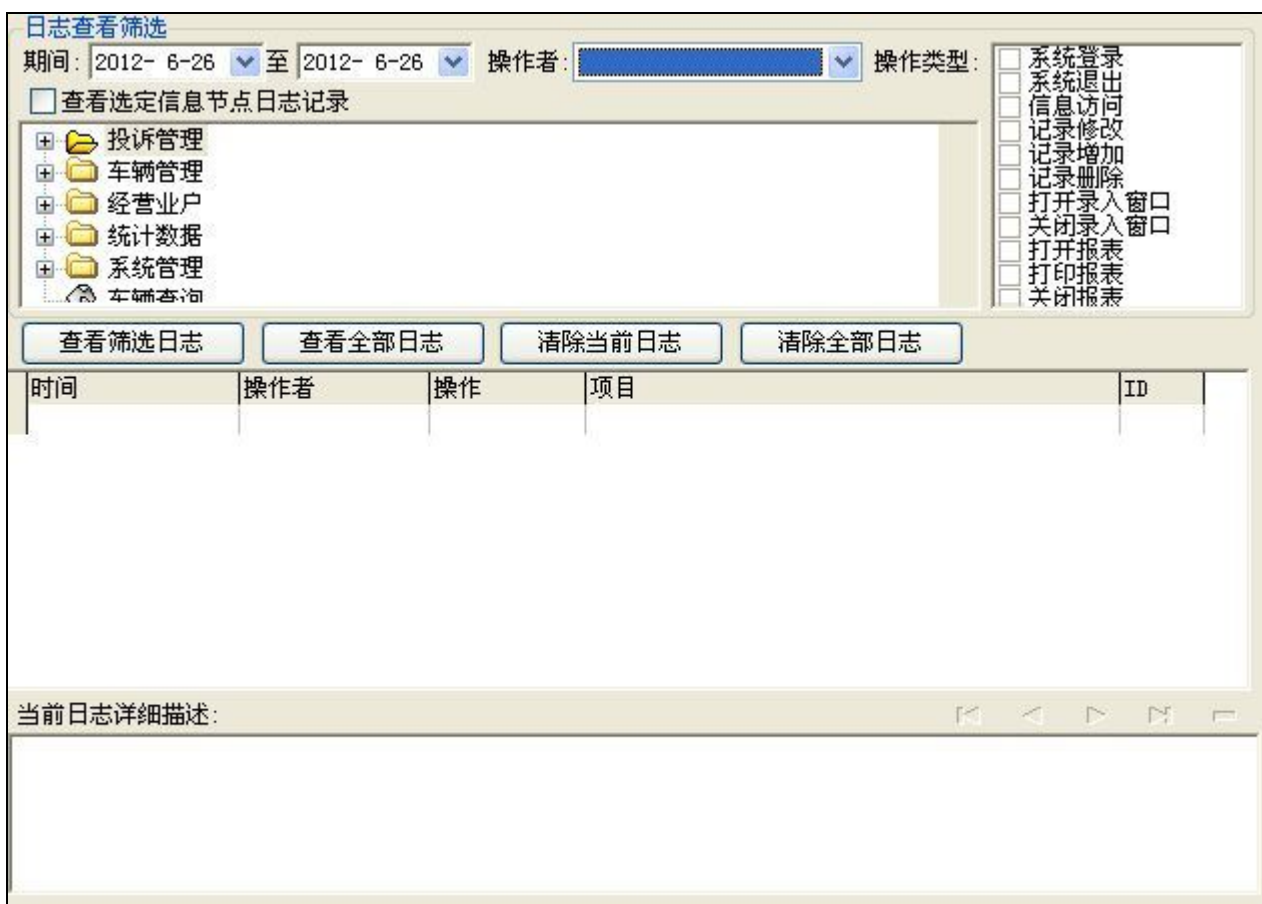 日志查看筛选
期间: 2012- 6-26 至 2012- 6-26 操作者: 操作类型:
系统登录
系统退出
信息访问
记录修改
记录增加
记录删除
打开录入窗口
关闭录入窗口
打开报表
打印报表
关闭报表
查看选定信息节点日志记录
投诉管理
车辆管理
经营业户
统计数据
系统管理
车辆查询
查看筛选日志 查看全部日志 清除当前日志 清除全部日志
时间 操作者 操作 项目 ID
当前日志详细描述: